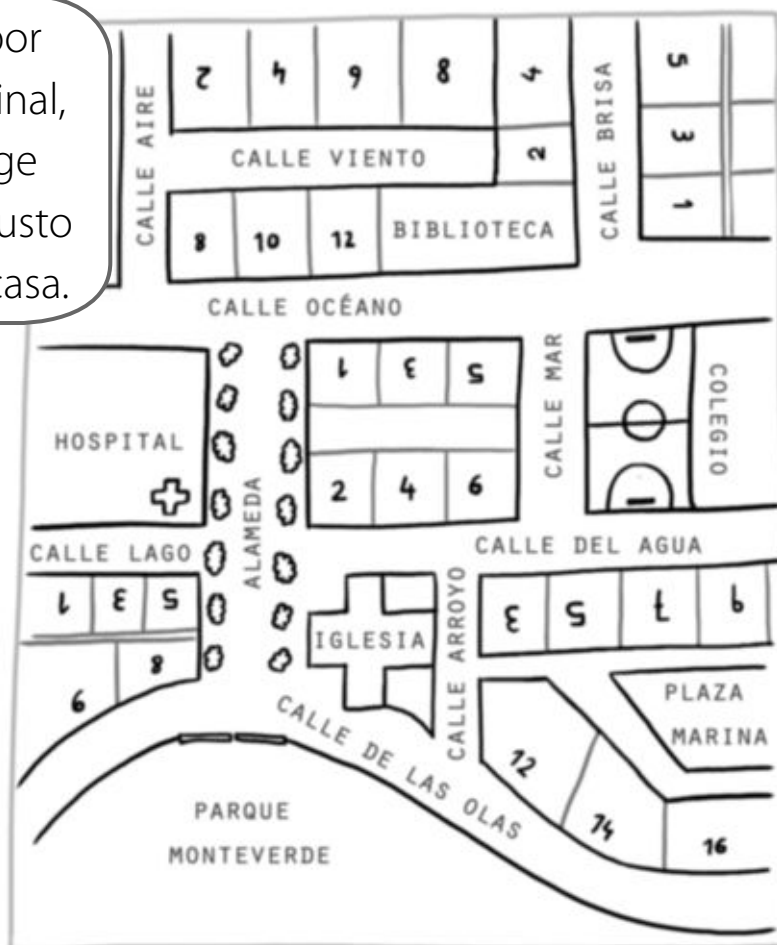 por
inal,
ge
usto
casa.
CALLE AIRE
2 4 6 8 4
CALLE VIENTO
2
CALLE BRISA
5
3
1
8 10 12 BIBLIOTECA
CALLE OCÉANO
1 3 5
CALLE MAR
COLEGIO
HOSPITAL
ALAMEDA
2 4 6
CALLE LAGO
CALLE DEL AGUA
1 3 5
6 8
IGLESIA
CALLE ARROYO
3 5 7 9
PLAZA
MARINA
CALLE DE LAS OLAS
12 14 16
PARQUE
MONTEVERDE